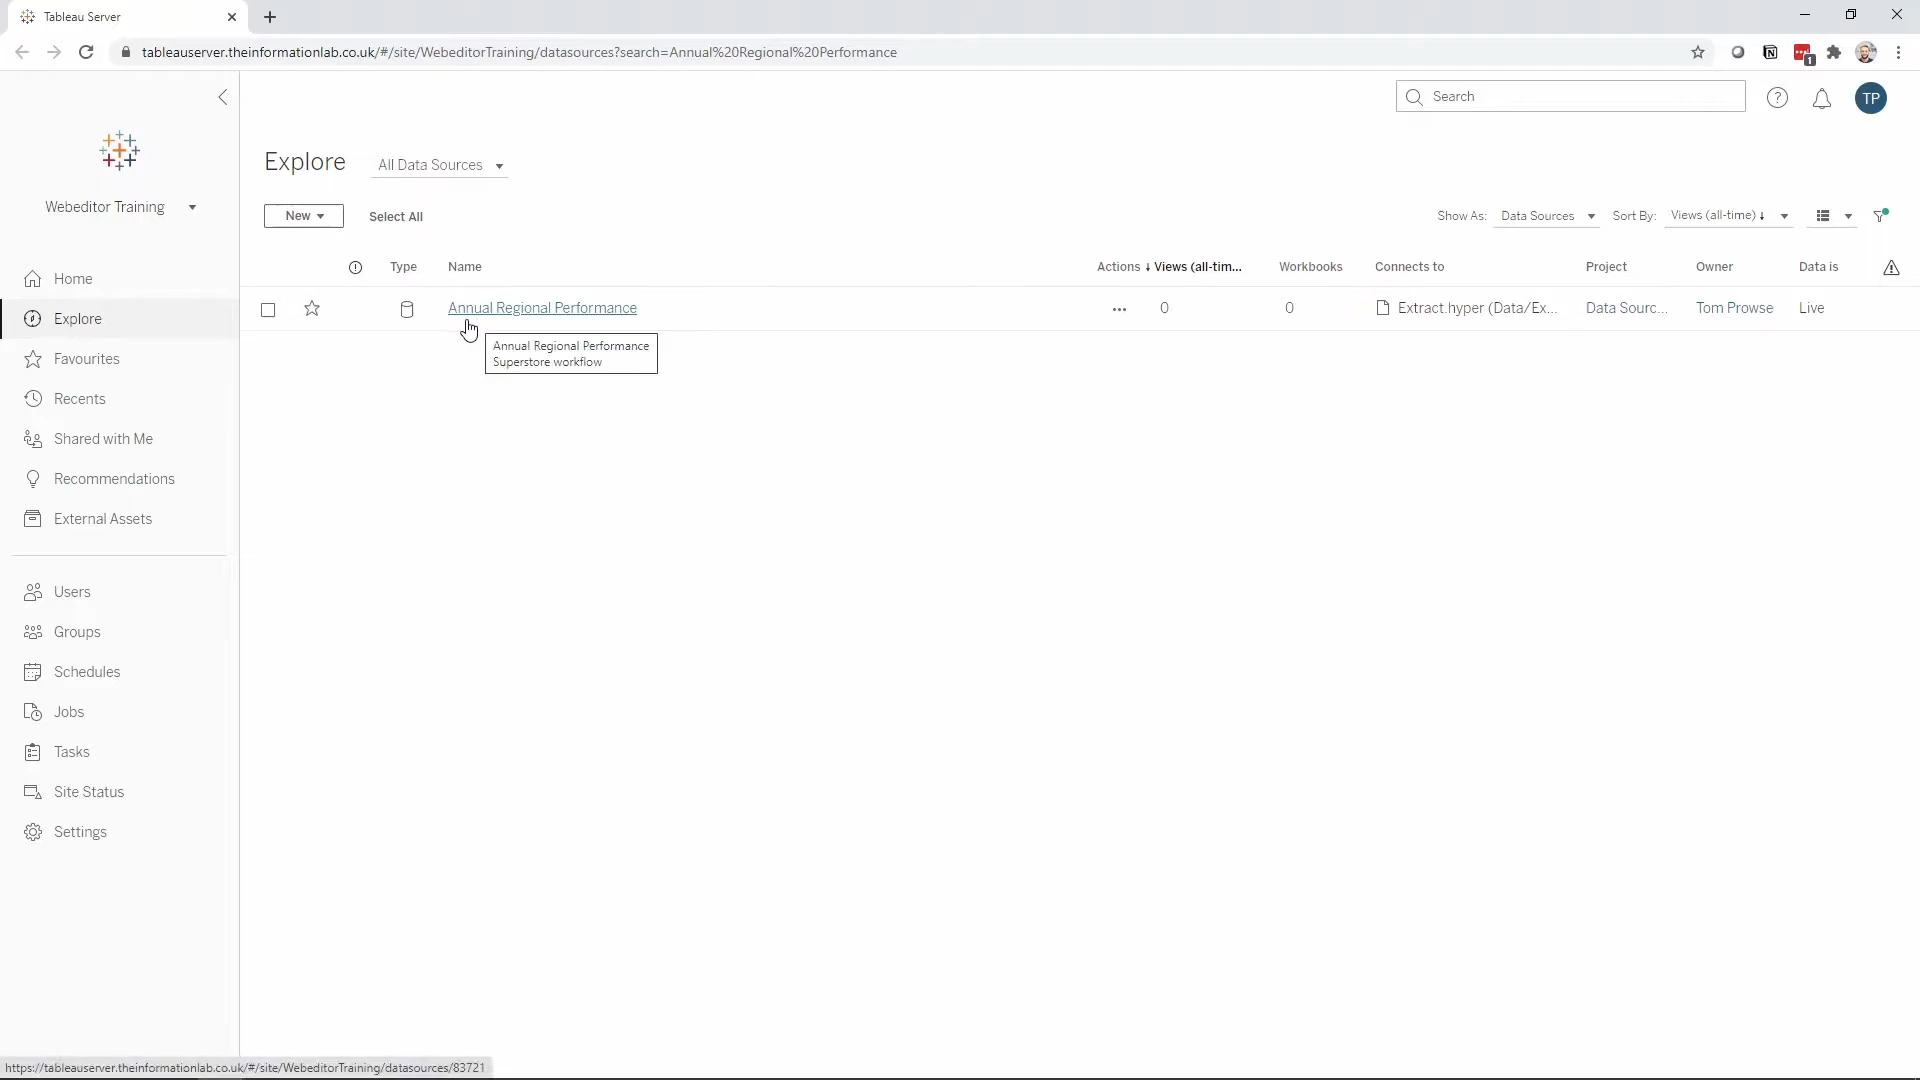 Tableau Server
tableauserver.theinformationlab.co.uk/#/site/WebeditorTraining/datasources?search=Annual%20Regional%20Performance
1
Search
TP
Webeditor Training
Home
Explore
Favourites
Recents
Shared with Me
Recommendations
External Assets
Users
Groups
Schedules
Jobs
Tasks
Site Status
Settings
Explore
All Data Sources
New
Select All
Show As: Data Sources
Sort By: Views (all-time) ↓
Type Name Actions ↓ Views (all-tim... Workbooks Connects to Project Owner Data is
Annual Regional Performance ··· 0 0 Extract.hyper (Data/Ex... Data Sourc... Tom Prowse Live
Annual Regional Performance
Superstore workflow
https://tableauserver.theinformationlab.co.uk/#/site/WebeditorTraining/datasources/83721